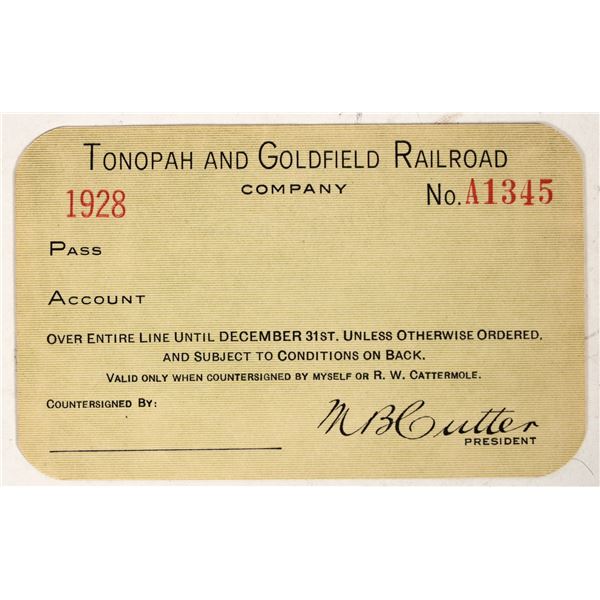 TONOPAH AND GOLDFIELD RAILROAD
COMPANY
1928 No. A1345
PASS
ACCOUNT
OVER ENTIRE LINE UNTIL DECEMBER 31ST. UNLESS OTHERWISE ORDERED,
AND SUBJECT TO CONDITIONS ON BACK.
VALID ONLY WHEN COUNTERSIGNED BY MYSELF OR R. W. CATTERMOLE.
COUNTERSIGNED BY:
M B Cutter
PRESIDENT